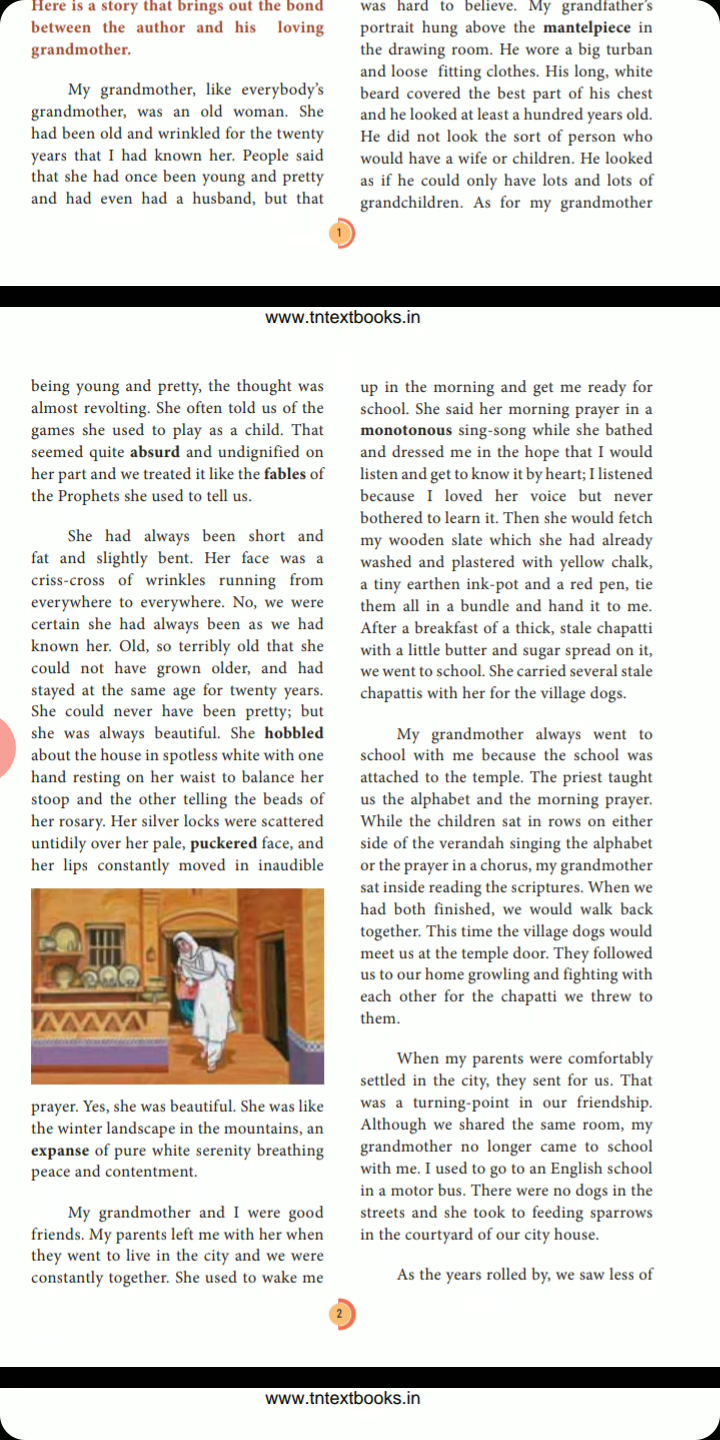 Here is a story that brings out the bond
between the author and his loving
grandmother.
My grandmother, like everybody's
grandmother, was an old woman. She
had been old and wrinkled for the twenty
years that I had known her. People said
that she had once been young and pretty
and had even had a husband, but that
was hard to believe. My grandfather's
portrait hung above the mantelpiece in
the drawing room. He wore a big turban
and loose fitting clothes. His long, white
beard covered the best part of his chest
and he looked at least a hundred years old.
He did not look the sort of person who
would have a wife or children. He looked
as if he could only have lots and lots of
grandchildren. As for my grandmother
1
www.tntextbooks.in
being young and pretty, the thought was
almost revolting. She often told us of the
games she used to play as a child. That
seemed quite absurd and undignified on
her part and we treated it like the fables of
the Prophets she used to tell us.
She had always been short and
fat and slightly bent. Her face was a
criss-cross of wrinkles running from
everywhere to everywhere. No, we were
certain she had always been as we had
known her. Old, so terribly old that she
could not have grown older, and had
stayed at the same age for twenty years.
She could never have been pretty; but
she was always beautiful. She hobbled
about the house in spotless white with one
hand resting on her waist to balance her
stoop and the other telling the beads of
her rosary. Her silver locks were scattered
untidily over her pale, puckered face, and
her lips constantly moved in inaudible
prayer. Yes, she was beautiful. She was like
the winter landscape in the mountains, an
expanse of pure white serenity breathing
peace and contentment.
My grandmother and I were good
friends. My parents left me with her when
they went to live in the city and we were
constantly together. She used to wake me
up in the morning and get me ready for
school. She said her morning prayer in a
monotonous sing-song while she bathed
and dressed me in the hope that I would
listen and get to know it by heart; I listened
because I loved her voice but never
bothered to learn it. Then she would fetch
my wooden slate which she had already
washed and plastered with yellow chalk,
a tiny earthen ink-pot and a red pen, tie
them all in a bundle and hand it to me.
After a breakfast of a thick, stale chapatti
with a little butter and sugar spread on it,
we went to school. She carried several stale
chapattis with her for the village dogs.
My grandmother always went to
school with me because the school was
attached to the temple. The priest taught
us the alphabet and the morning prayer.
While the children sat in rows on either
side of the verandah singing the alphabet
or the prayer in a chorus, my grandmother
sat inside reading the scriptures. When we
had both finished, we would walk back
together. This time the village dogs would
meet us at the temple door. They followed
us to our home growling and fighting with
each other for the chapatti we threw to
them.
When my parents were comfortably
settled in the city, they sent for us. That
was a turning-point in our friendship.
Although we shared the same room, my
grandmother no longer came to school
with me. I used to go to an English school
in a motor bus. There were no dogs in the
streets and she took to feeding sparrows
in the courtyard of our city house.
As the years rolled by, we saw less of
2
www.tntextbooks.in